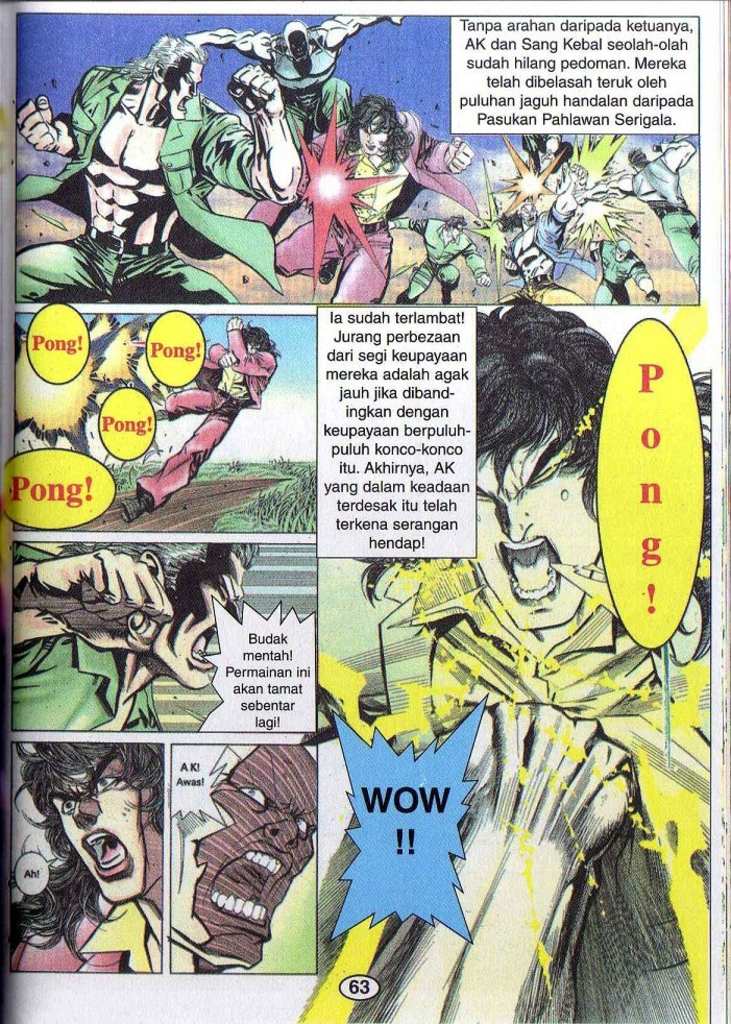 Tanpa arahan daripada ketuanya,
AK dan Sang Kebal seolah-olah
sudah hilang pedoman. Mereka
telah dibelasah teruk oleh
puluhan jaguh handalan daripada
Pasukan Pahlawan Serigala.
Pong!
Pong!
Pong!
Pong!
Ia sudah terlambat!
Jurang perbezaan
dari segi keupayaan
mereka adalah agak
jauh jika diband-
ingkan dengan
keupayaan berpuluh-
puluh konco-konco
itu. Akhirnya, AK
yang dalam keadaan
terdesak itu telah
terkena serangan
hendap!
Pong!
Budak
mentah!
Permainan ini
akan tamat
sebentar
lagi!
Ah!
AK!
Awas!
WOW
!!
63